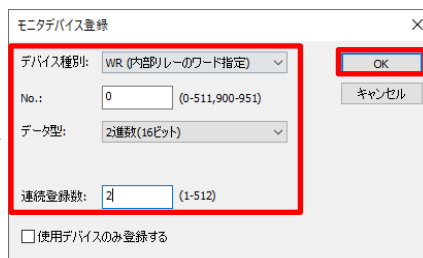 モニタデバイス登録
デバイス種別: WR (内部リレーのワード指定) OK
No.: 0 (0-511,900-951) キャンセル
データ型: 2進数(16ビット)
連続登録数: 2 (1-512)
使用デバイスのみ登録する